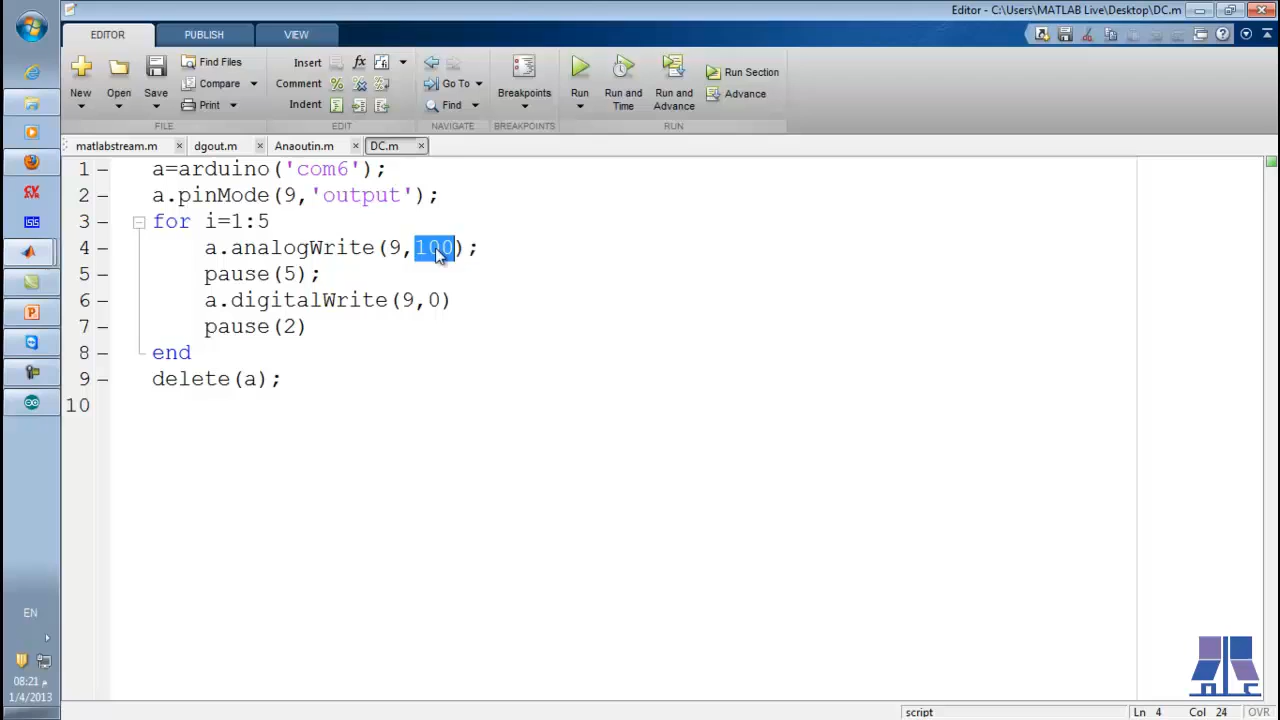 Editor - C:\Users\MATLAB Live\Desktop\DC.m
EDITOR
PUBLISH
VIEW
New
Open
Save
Find Files
Compare
Print
FILE
Insert
Comment
Indent
fx
EDIT
Go To
Find
NAVIGATE
Breakpoints
BREAKPOINTS
Run
Run and
Time
Run and
Advance
Run Section
Advance
RUN
matlabstream.m
dgout.m
Anaoutin.m
DC.m
1 a=arduino('com6');
2 a.pinMode(9,'output');
3 for i=1:5
4 a.analogWrite(9,100);
5 pause(5);
6 a.digitalWrite(9,0)
7 pause(2)
8 end
9 delete(a);
10
ISIS
EN
08:21 م
1/4/2013
script
Ln 4 Col 24 OVR